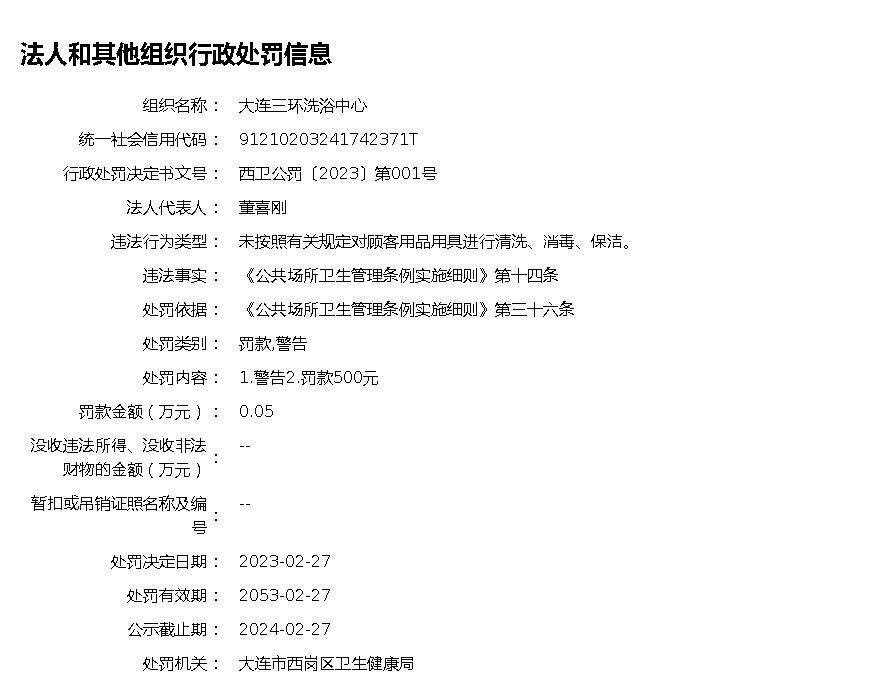 法人和其他组织行政处罚信息
组织名称： 大连三环洗浴中心
统一社会信用代码： 91210203241742371T
行政处罚决定书文号： 西卫公罚〔2023〕第001号
法人代表人： 董喜刚
违法行为类型： 未按照有关规定对顾客用品用具进行清洗、消毒、保洁。
违法事实： 《公共场所卫生管理条例实施细则》第十四条
处罚依据： 《公共场所卫生管理条例实施细则》第三十六条
处罚类别： 罚款,警告
处罚内容： 1.警告2.罚款500元
罚款金额（万元）： 0.05
没收违法所得、没收非法
财物的金额（万元）： --
暂扣或吊销证照名称及编
号： --
处罚决定日期： 2023-02-27
处罚有效期： 2053-02-27
公示截止期： 2024-02-27
处罚机关： 大连市西岗区卫生健康局